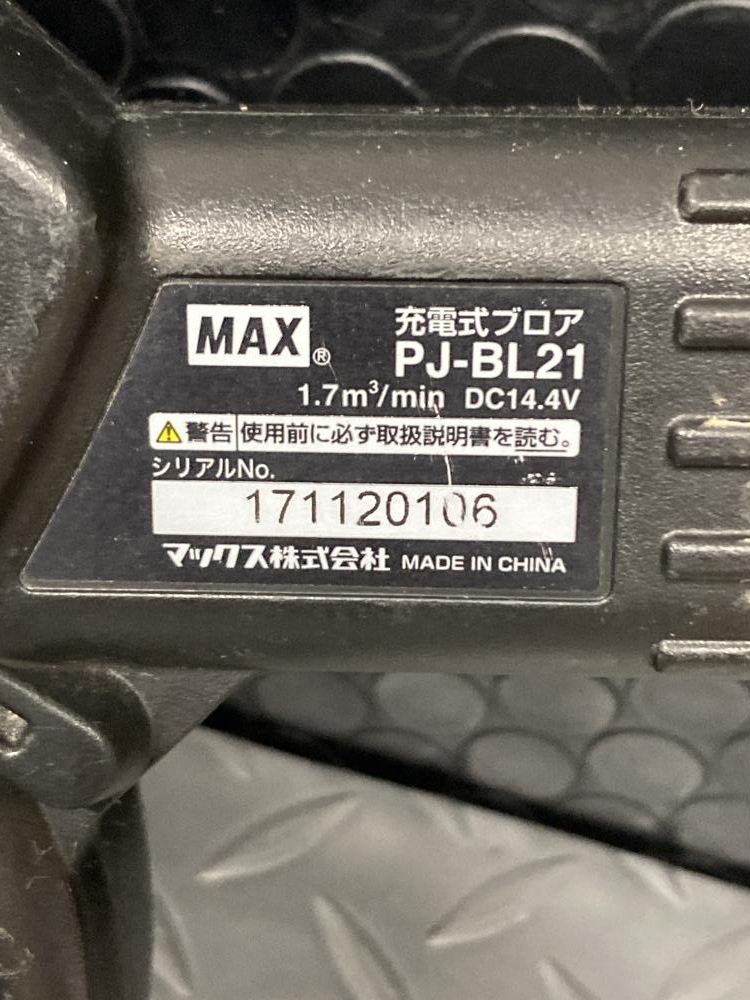 MAX®
充電式ブロア
PJ-BL21
1.7m³/min DC14.4V
⚠警告 使用前に必ず取扱説明書を読む。
シリアルNo.
171120106
マックス株式会社 MADE IN CHINA